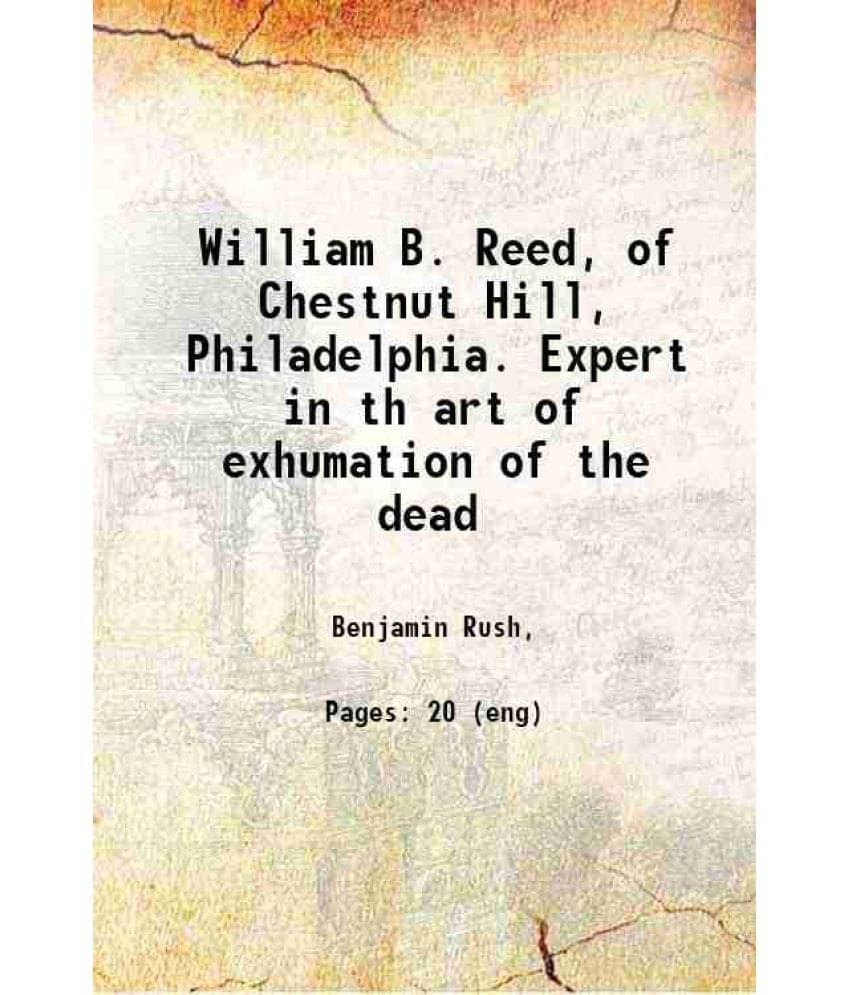 William B. Reed, of
Chestnut Hill,
Philadelphia. Expert
in th art of
exhumation of the
dead
Benjamin Rush,
Pages: 20 (eng)